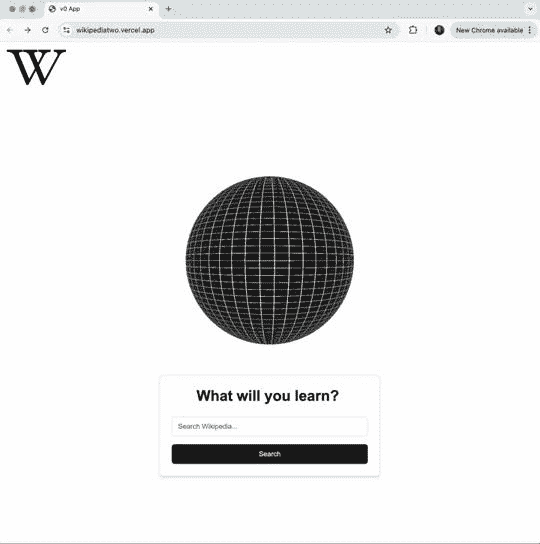 v0 App
wikipediatwo.vercel.app
New Chrome available
W
What will you learn?
Search Wikipedia...
Search